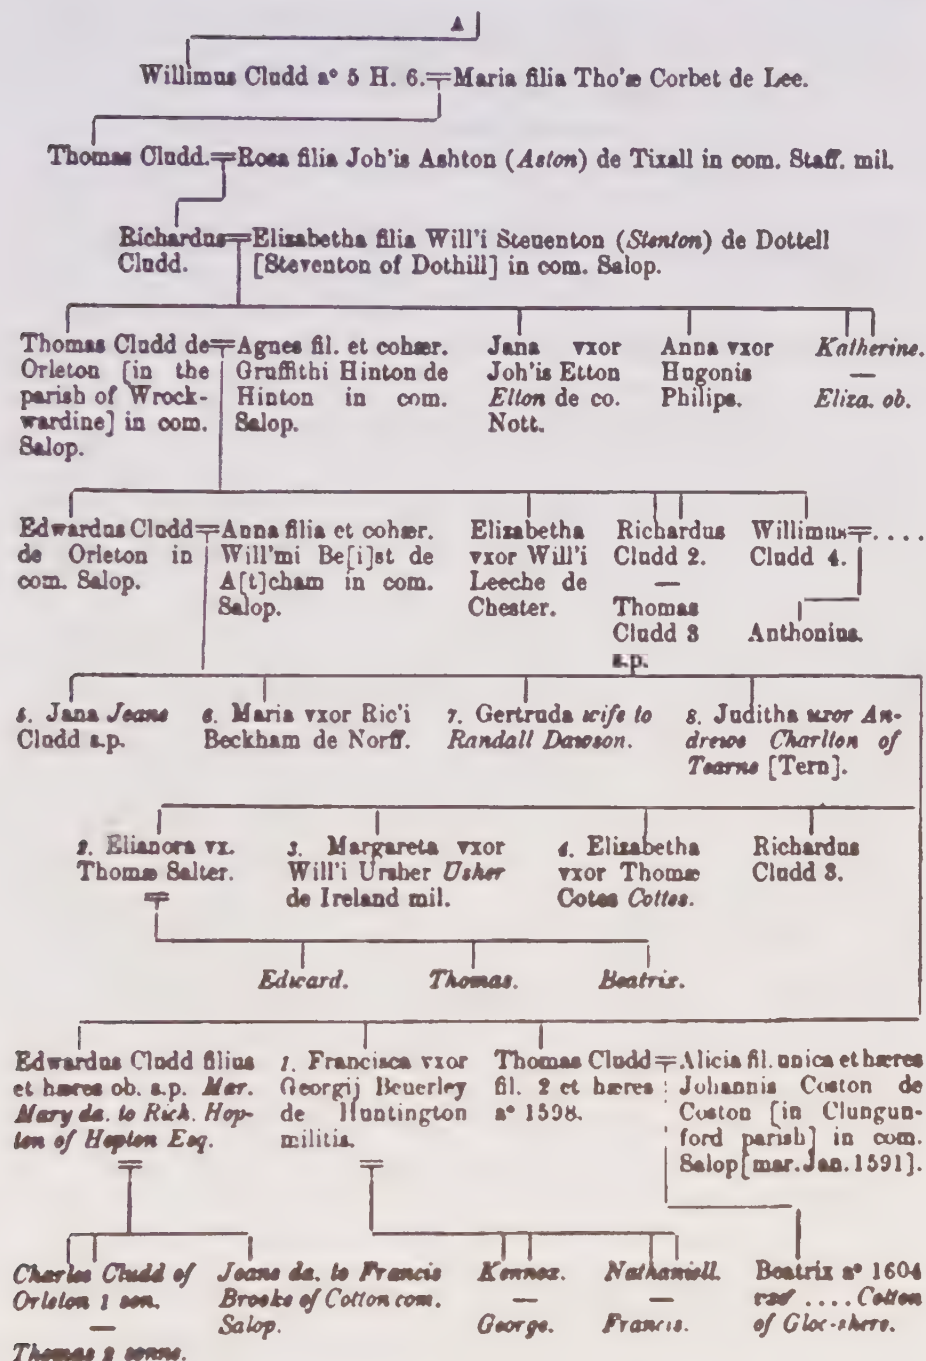 A
Willimus Cludd aº 5 H. 6.=Maria filia Tho'æ Corbet de Lee.
Thomas Cludd.=Rosa filia Joh'is Ashton (Aston) de Tixall in com. Staff. mil.
Richardus=Elizabetha filia Will'i Steuenton (Stenton) de Dottell
Cludd. [Steventon of Dothill] in com. Salop.
Thomas Cludd de=Agnes fil. et cohær. Jana vxor Anna vxor Katherine.
Orleton [in the Gruffithi Hinton de Joh'is Etton Hugonis —
parish of Wrock- Hinton in com. Elton de co. Philips. Eliza. ob.
wardine] in com. Salop. Nott.
Salop.
Edwardus Cludd=Anna filia et cohær. Elizabetha Richardus Willimus=....
de Orleton in Will'mi Be[i]st de vxor Will'i Cludd 2. Cludd 4.
com. Salop. A[t]cham in com. Leeche de —
Salop. Chester. Thomas
Cludd 3 Anthonius.
s.p.
5. Jana Jeane 6. Maria vxor Ric'i 7. Gertruda wife to 8. Juditha uxor An-
Cludd s.p. Beckham de Norff. Randall Dawson. drewe Charlton of
Tearne [Tern].
2. Elianora vx. 3. Margareta vxor 4. Elizabetha Richardus
Thomæ Salter. Will'i Ursher Usher vxor Thomæ Cludd 3.
de Ireland mil. Cotes Cottes.
Edward. Thomas. Beatrix.
Edwardus Cludd filius 1. Francisca vxor Thomas Cludd=Alicia fil. unica et hæres
et hæres ob. s.p. Mar. Georgij Beuerley fil. 2 et hæres Johannis Coston de
Mary da. to Rich. Hop- de Huntington aº 1598. Coston [in Clungun-
ton of Hopton Esq. militis. ford parish] in com.
Salop [mar. Jan. 1591].
Charles Cludd of Joane da. to Francis Kennox. Nathaniell. Beatrix aº 1604
Orleton 1 son. Brooke of Cotton com. — — vxor .... Cotton
— Salop. George. Francis. of Gloc-shere.
Thomas 2 sonne.